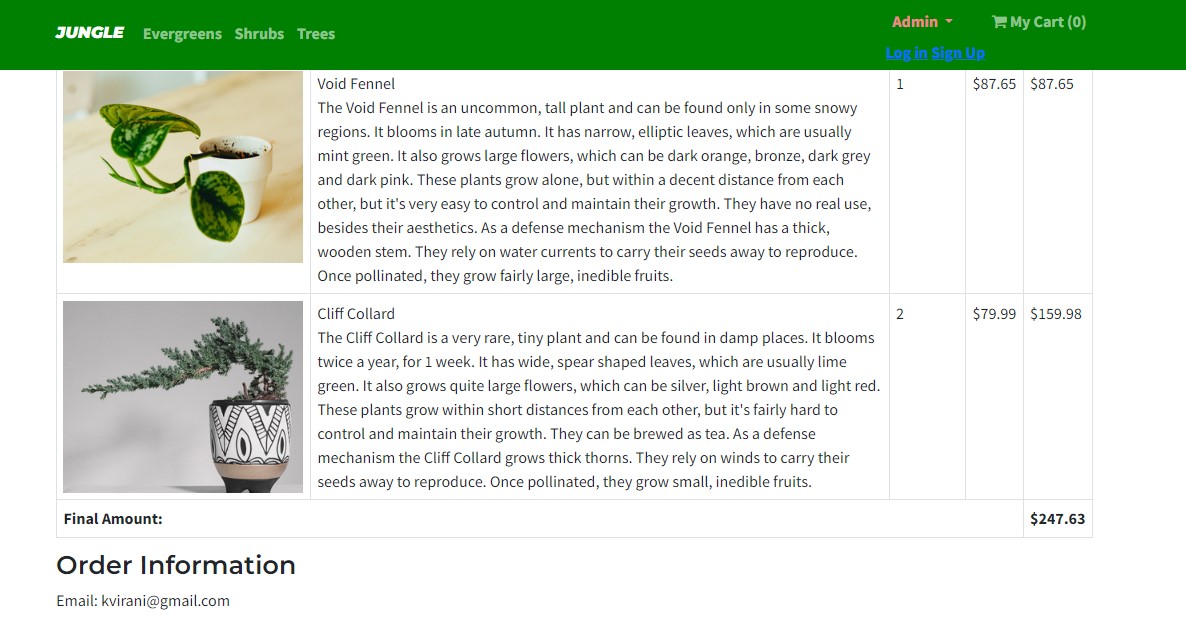 JUNGLE Evergreens Shrubs Trees Admin My Cart (0)
Log in Sign Up
Void Fennel 1 $87.65 $87.65
The Void Fennel is an uncommon, tall plant and can be found only in some snowy
regions. It blooms in late autumn. It has narrow, elliptic leaves, which are usually
mint green. It also grows large flowers, which can be dark orange, bronze, dark grey
and dark pink. These plants grow alone, but within a decent distance from each
other, but it's very easy to control and maintain their growth. They have no real use,
besides their aesthetics. As a defense mechanism the Void Fennel has a thick,
wooden stem. They rely on water currents to carry their seeds away to reproduce.
Once pollinated, they grow fairly large, inedible fruits.
Cliff Collard 2 $79.99 $159.98
The Cliff Collard is a very rare, tiny plant and can be found in damp places. It blooms
twice a year, for 1 week. It has wide, spear shaped leaves, which are usually lime
green. It also grows quite large flowers, which can be silver, light brown and light red.
These plants grow within short distances from each other, but it's fairly hard to
control and maintain their growth. They can be brewed as tea. As a defense
mechanism the Cliff Collard grows thick thorns. They rely on winds to carry their
seeds away to reproduce. Once pollinated, they grow small, inedible fruits.
Final Amount: $247.63
Order Information
Email: kvirani@gmail.com